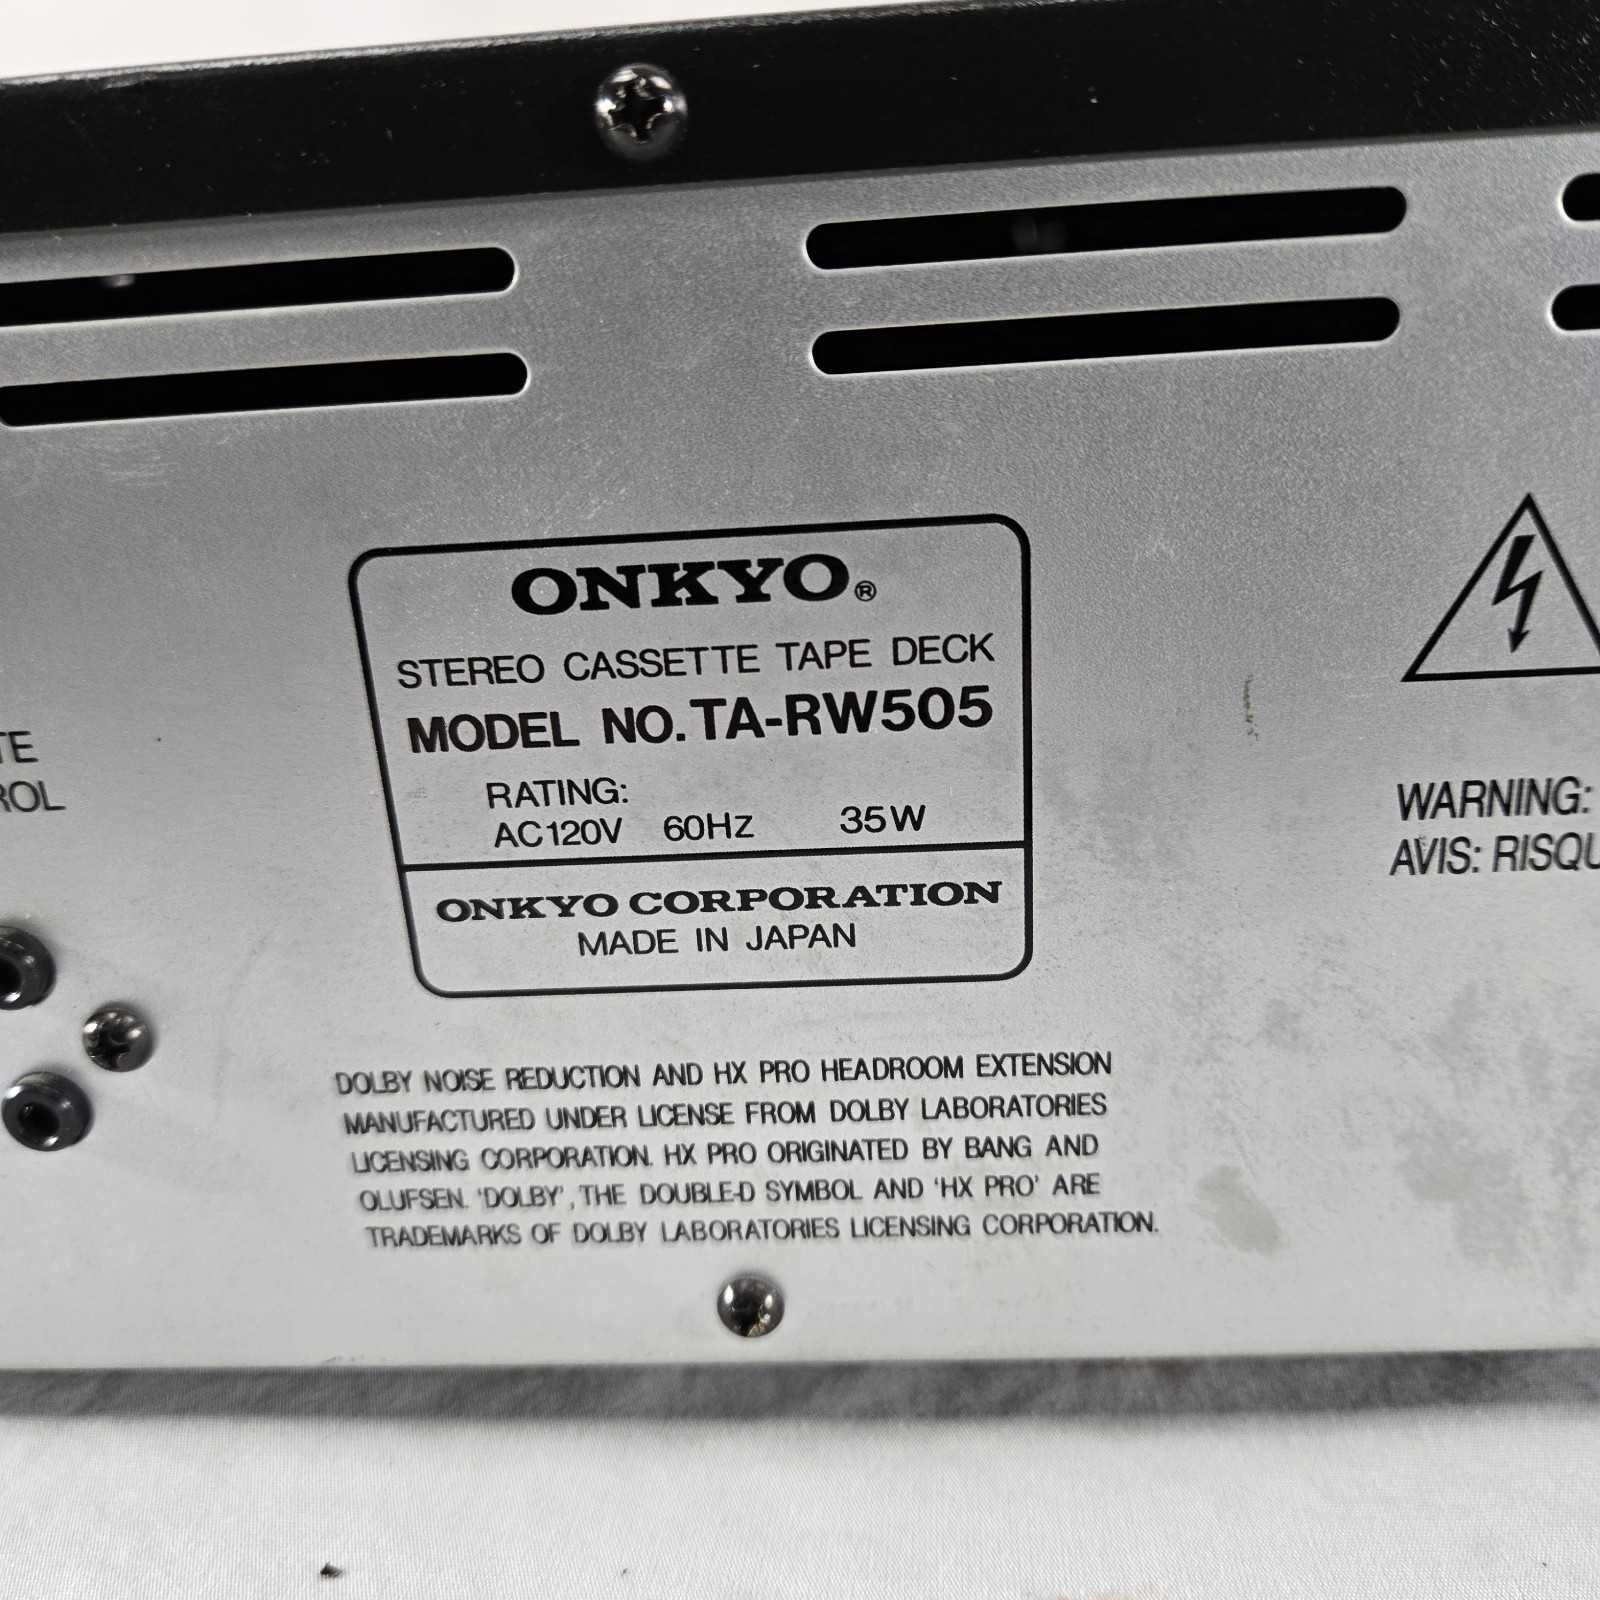 ONKYO®
STEREO CASSETTE TAPE DECK
MODEL NO. TA-RW505
RATING:
AC120V 60Hz 35W
ONKYO CORPORATION
MADE IN JAPAN
DOLBY NOISE REDUCTION AND HX PRO HEADROOM EXTENSION
MANUFACTURED UNDER LICENSE FROM DOLBY LABORATORIES
LICENSING CORPORATION. HX PRO ORIGINATED BY BANG AND
OLUFSEN. 'DOLBY', THE DOUBLE-D SYMBOL AND 'HX PRO' ARE
TRADEMARKS OF DOLBY LABORATORIES LICENSING CORPORATION.
WARNING:
AVIS: